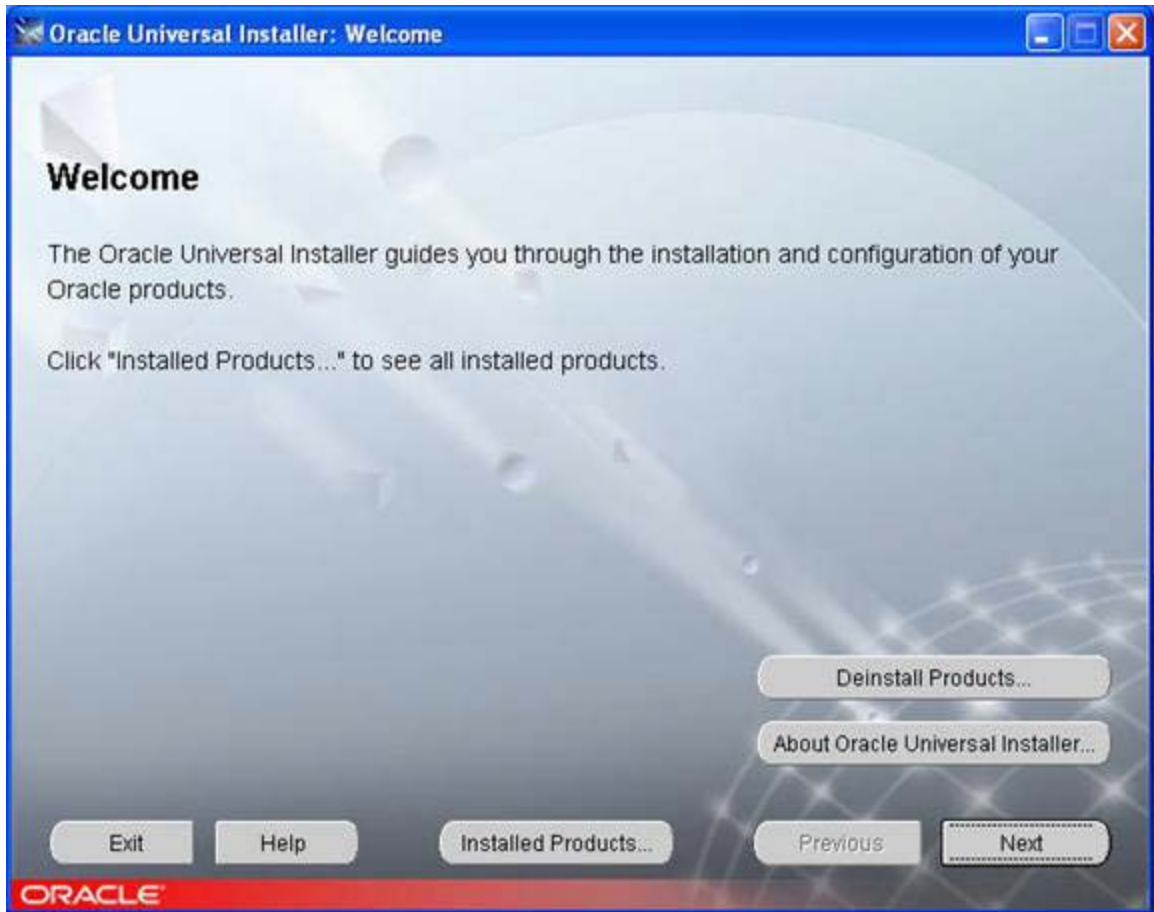 Oracle Universal Installer: Welcome
Welcome
The Oracle Universal Installer guides you through the installation and configuration of your
Oracle products.
Click "Installed Products..." to see all installed products.
Deinstall Products...
About Oracle Universal Installer...
Exit Help Installed Products... Previous Next
ORACLE